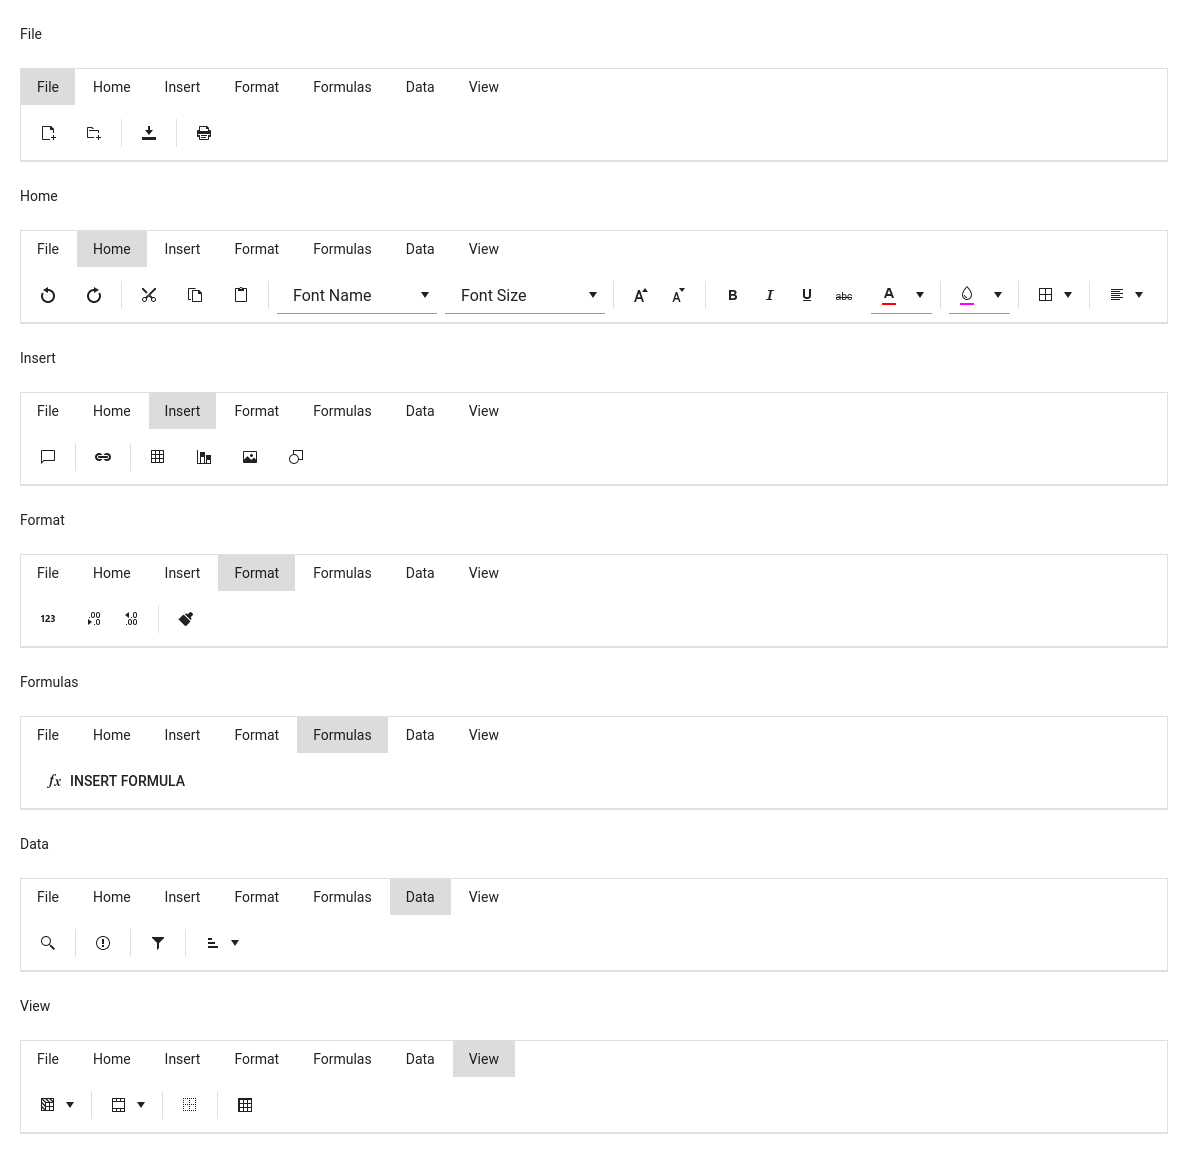 File
File Home Insert Format Formulas Data View
Home
File Home Insert Format Formulas Data View
Font Name Font Size A A B I U abc A
Insert
File Home Insert Format Formulas Data View
Format
File Home Insert Format Formulas Data View
123 .00 .0 .0 .00
Formulas
File Home Insert Format Formulas Data View
fx INSERT FORMULA
Data
File Home Insert Format Formulas Data View
View
File Home Insert Format Formulas Data View